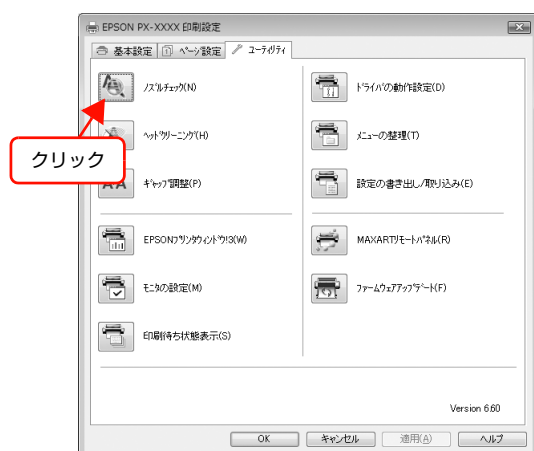 EPSON PX-XXXX 印刷設定
基本設定 ページ設定 ユーティリティ
ノズルチェック(N)
ドライバの動作設定(D)
ヘッドクリーニング(H)
メニューの整理(T)
クリック
ギャップ調整(P)
設定の書き出し/取り込み(E)
EPSONプリンタウィンドウ!3(W)
MAXARTリモートパネル(R)
モニタの設定(M)
ファームウェアアップデート(F)
印刷待ち状態表示(S)
Version 6.60
OK キャンセル 適用(A) ヘルプ